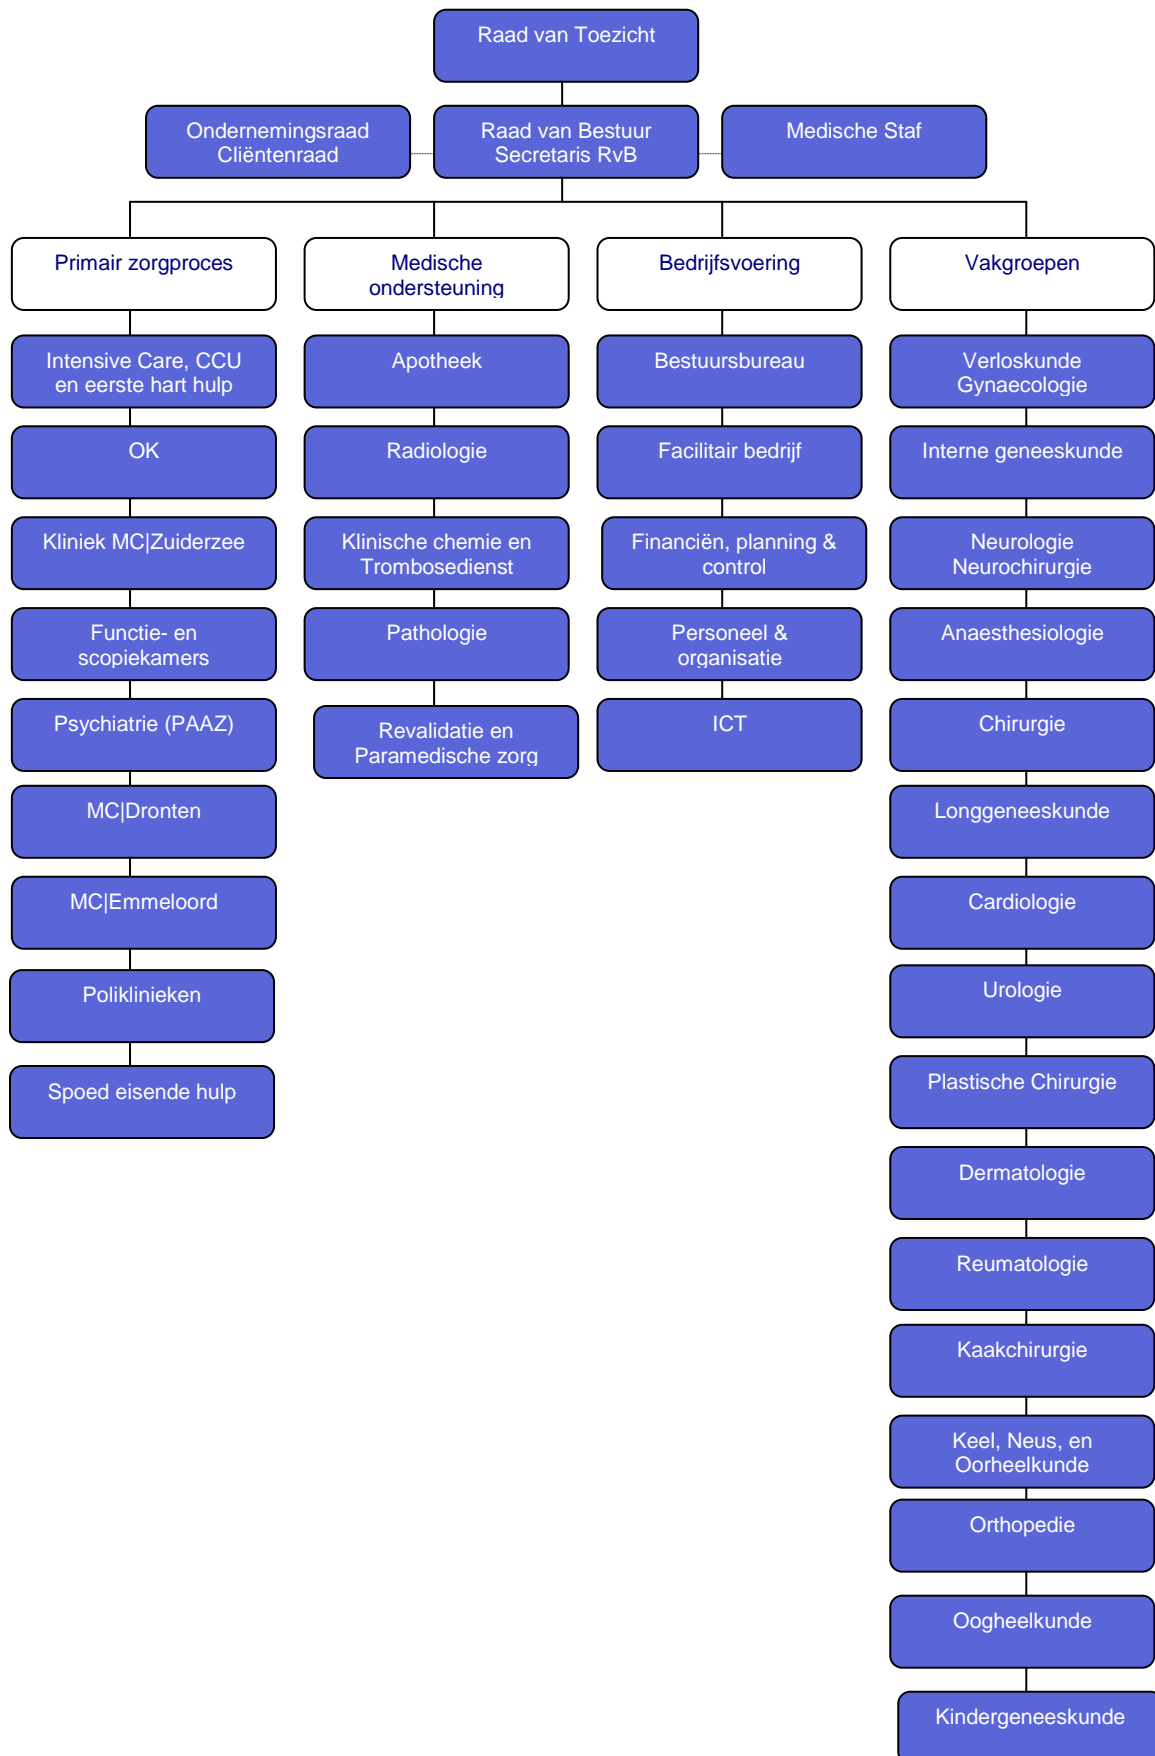 Raad van Toezicht
Ondernemingsraad
Cliëntenraad
Raad van Bestuur
Secretaris RvB
Medische Staf
Primair zorgproces
Intensive Care, CCU
en eerste hart hulp
OK
Kliniek MC|Zuiderzee
Functie- en
scopiekamers
Psychiatrie (PAAZ)
MC|Dronten
MC|Emmeloord
Poliklinieken
Spoed eisende hulp
Medische
ondersteuning
Apotheek
Radiologie
Klinische chemie en
Trombosedienst
Pathologie
Revalidatie en
Paramedische zorg
Bedrijfsvoering
Bestuursbureau
Facilitair bedrijf
Financiën, planning &
control
Personeel &
organisatie
ICT
Vakgroepen
Verloskunde
Gynaecologie
Interne geneeskunde
Neurologie
Neurochirurgie
Anaesthesiologie
Chirurgie
Longgeneeskunde
Cardiologie
Urologie
Plastische Chirurgie
Dermatologie
Reumatologie
Kaakchirurgie
Keel, Neus, en
Oorheelkunde
Orthopedie
Oogheelkunde
Kindergeneeskunde